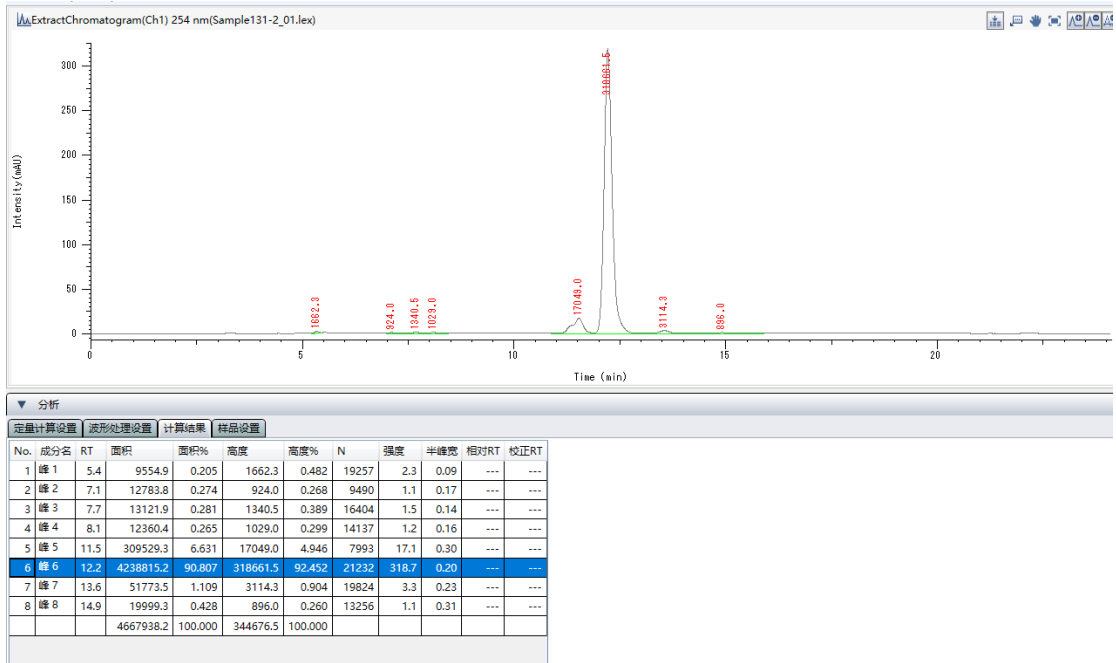 ExtractChromatogram(Ch1) 254 nm(Sample131-2_01.lex)
Intensity(mAU)
300
250
200
150
100
50
0
1662.3
924.0
1340.5
1029.0
17049.0
318661.5
3114.3
896.0
0 5 10 15 20
Time (min)
▼ 分析
定量计算设置 波形处理设置 计算结果 样品设置
No. 成分名 RT 面积 面积% 高度 高度% N 强度 半峰宽 相对RT 校正RT
1 峰 1 5.4 9554.9 0.205 1662.3 0.482 19257 2.3 0.09 --- ---
2 峰 2 7.1 12783.8 0.274 924.0 0.268 9490 1.1 0.17 --- ---
3 峰 3 7.7 13121.9 0.281 1340.5 0.389 16404 1.5 0.14 --- ---
4 峰 4 8.1 12360.4 0.265 1029.0 0.299 14137 1.2 0.16 --- ---
5 峰 5 11.5 309529.3 6.631 17049.0 4.946 7993 17.1 0.30 --- ---
6 峰 6 12.2 4238815.2 90.807 318661.5 92.452 21232 318.7 0.20 --- ---
7 峰 7 13.6 51773.5 1.109 3114.3 0.904 19824 3.3 0.23 --- ---
8 峰 8 14.9 19999.3 0.428 896.0 0.260 13256 1.1 0.31 --- ---
4667938.2 100.000 344676.5 100.000